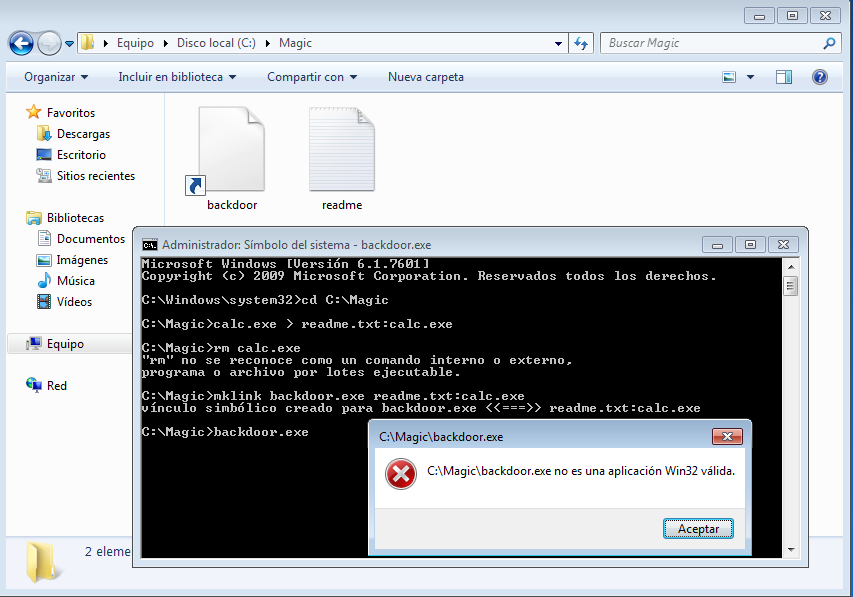 Equipo
Disco local (C:)
Magic
Buscar Magic
Organizar
Incluir en biblioteca
Compartir con
Nueva carpeta
Favoritos
Descargas
Escritorio
Sitios recientes
Bibliotecas
Documentos
Imágenes
Música
Vídeos
Equipo
Red
backdoor
readme
2 eleme
Administrador: Símbolo del sistema - backdoor.exe
Microsoft Windows [Versión 6.1.7601]
Copyright (c) 2009 Microsoft Corporation. Reservados todos los derechos.
C:\Windows\system32>cd C:\Magic
C:\Magic>calc.exe > readme.txt:calc.exe
C:\Magic>rm calc.exe
"rm" no se reconoce como un comando interno o externo,
programa o archivo por lotes ejecutable.
C:\Magic>mklink backdoor.exe readme.txt:calc.exe
vínculo simbólico creado para backdoor.exe <<===>> readme.txt:calc.exe
C:\Magic>backdoor.exe
C:\Magic\backdoor.exe
C:\Magic\backdoor.exe no es una aplicación Win32 válida.
Aceptar